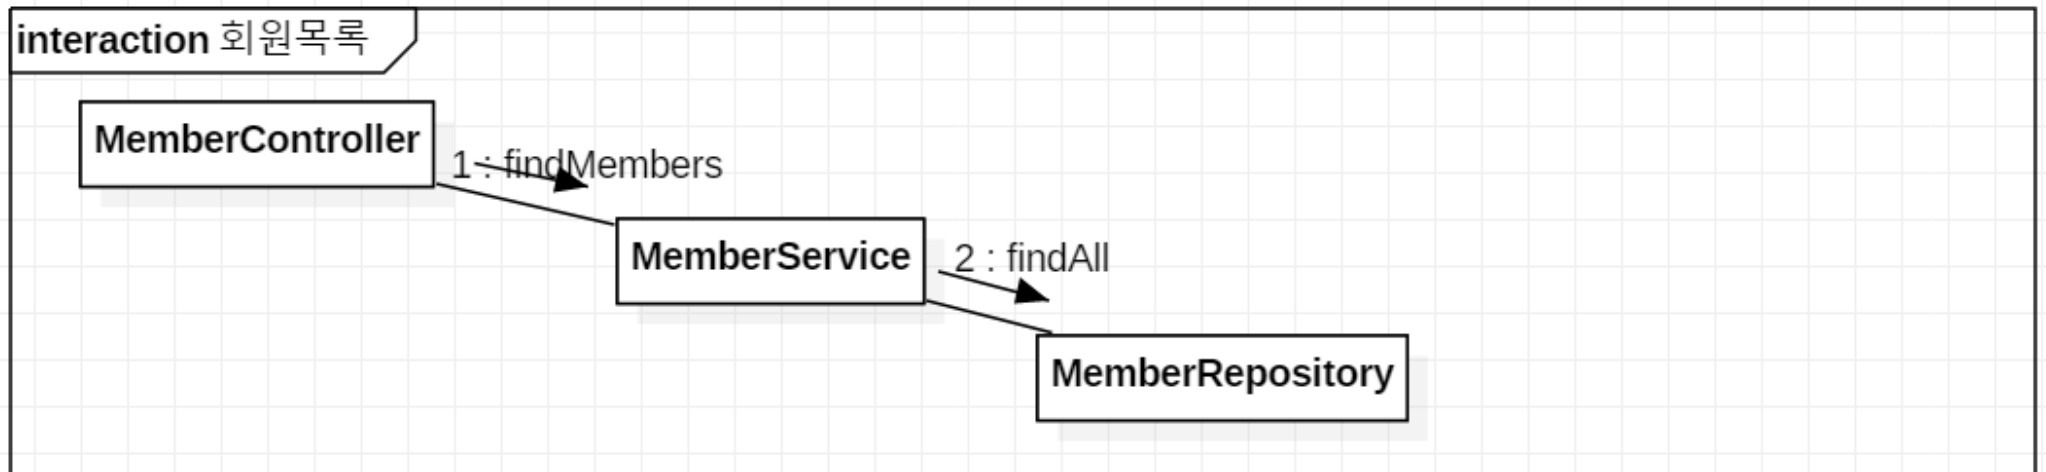 interaction 회원목록
MemberController
1 : findMembers
MemberService
2 : findAll
MemberRepository